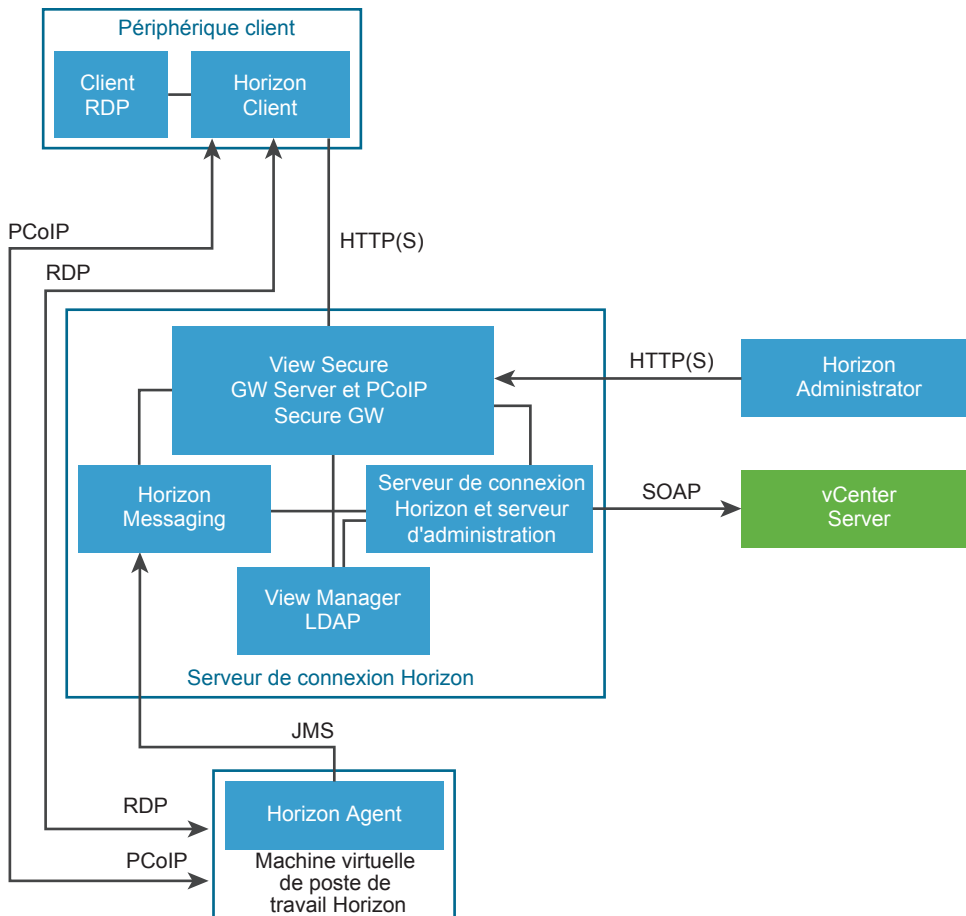 Périphérique client
Client
RDP
Horizon
Client
PCoIP
RDP
HTTP(S)
View Secure
GW Server et PCoIP
Secure GW
HTTP(S)
Horizon
Administrator
Horizon
Messaging
Serveur de connexion
Horizon et serveur
d'administration
SOAP
vCenter
Server
View Manager
LDAP
Serveur de connexion Horizon
JMS
RDP
Horizon Agent
PCoIP
Machine virtuelle
de poste de
travail Horizon